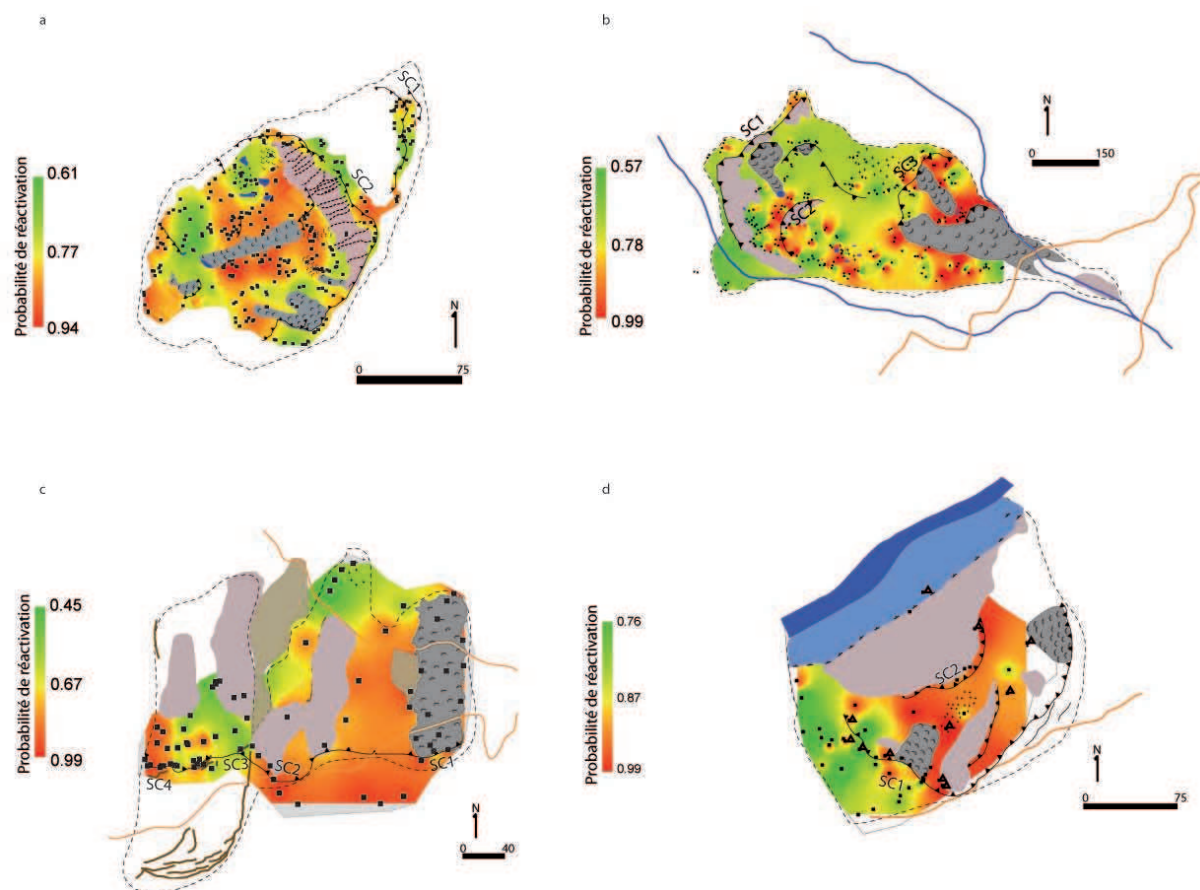 a
SC1
SC2
Probabilité de réactivation
0.61
0.77
0.94
N
0
75
b
SC1
SC2
SC3
Probabilité de réactivation
0.57
0.78
0.99
N
0
150
c
Probabilité de réactivation
0.45
0.67
0.99
SC4
SC3
SC2
SC1
N
0
40
d
Probabilité de réactivation
0.76
0.87
0.99
SC2
SC1
N
0
75